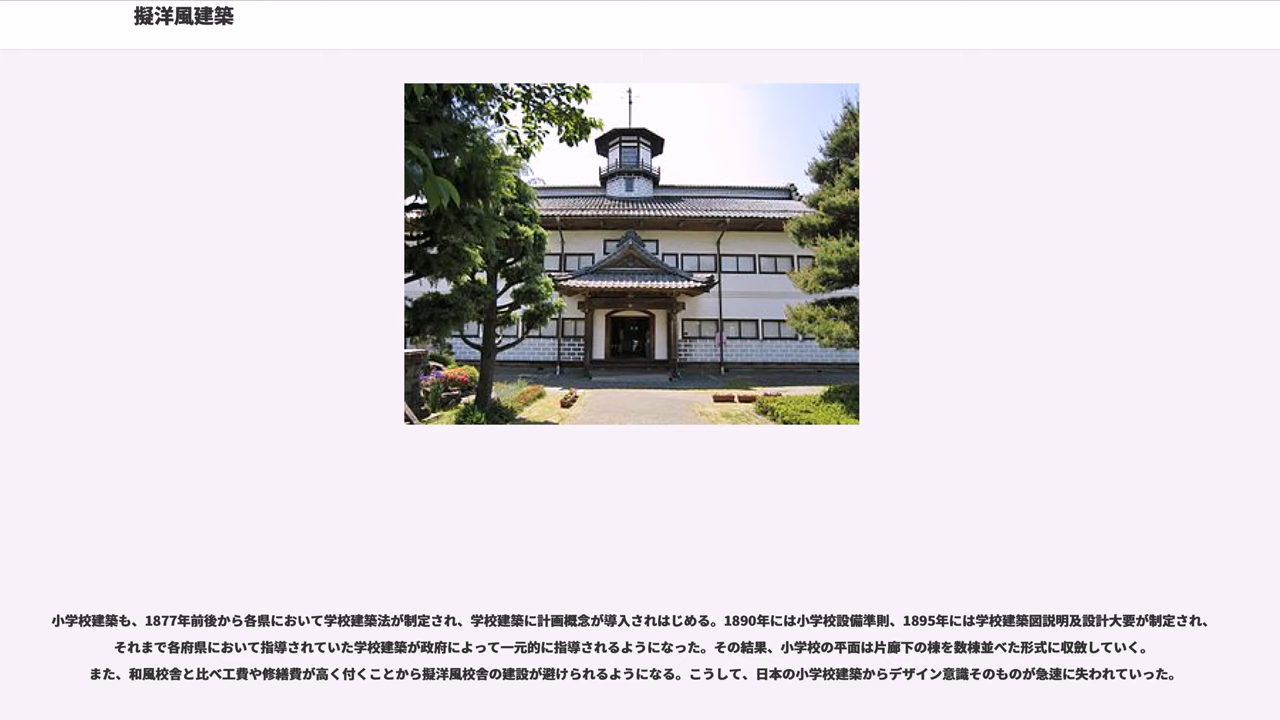 擬洋風建築
小学校建築も、1877年前後から各県において学校建築法が制定され、学校建築に計画概念が導入されはじめる。1890年には小学校設備準則、1895年には学校建築図説明及設計大要が制定され、
それまで各府県において指導されていた学校建築が政府によって一元的に指導されるようになった。その結果、小学校の平面は片廊下の棟を数棟並べた形式に収斂していく。
また、和風校舎と比べ工費や修繕費が高く付くことから擬洋風校舎の建設が避けられるようになる。こうして、日本の小学校建築からデザイン意識そのものが急速に失われていった。